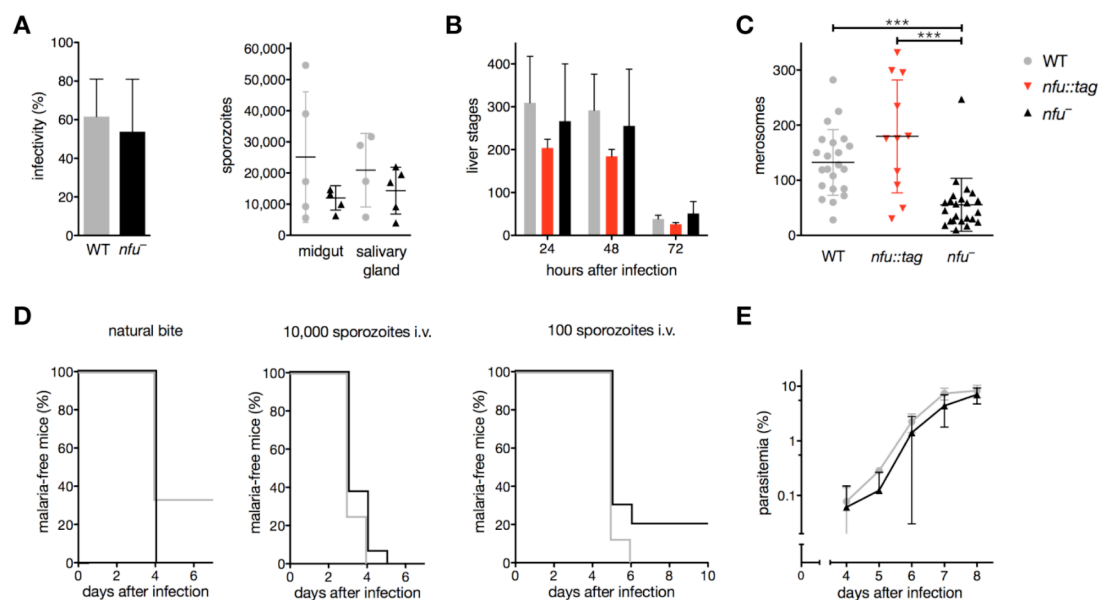 A
infectivity (%)
100
80
60
40
20
0
WT nfu⁻
sporozoites
60,000
50,000
40,000
30,000
20,000
10,000
0
midgut
salivary
gland
B
liver stages
400
300
200
100
0
24 48 72
hours after infection
C
merosomes
300
200
100
0
*** 
***
WT nfu::tag nfu⁻
WT
nfu::tag
nfu⁻
D
natural bite
malaria-free mice (%)
100
80
60
40
20
0
0 2 4 6
days after infection
10,000 sporozoites i.v.
malaria-free mice (%)
100
80
60
40
20
0
0 2 4 6
days after infection
100 sporozoites i.v.
malaria-free mice (%)
100
80
60
40
20
0
0 2 4 6 8 10
days after infection
E
parasitemia (%)
10
1
0.1
0
4 5 6 7 8
days after infection